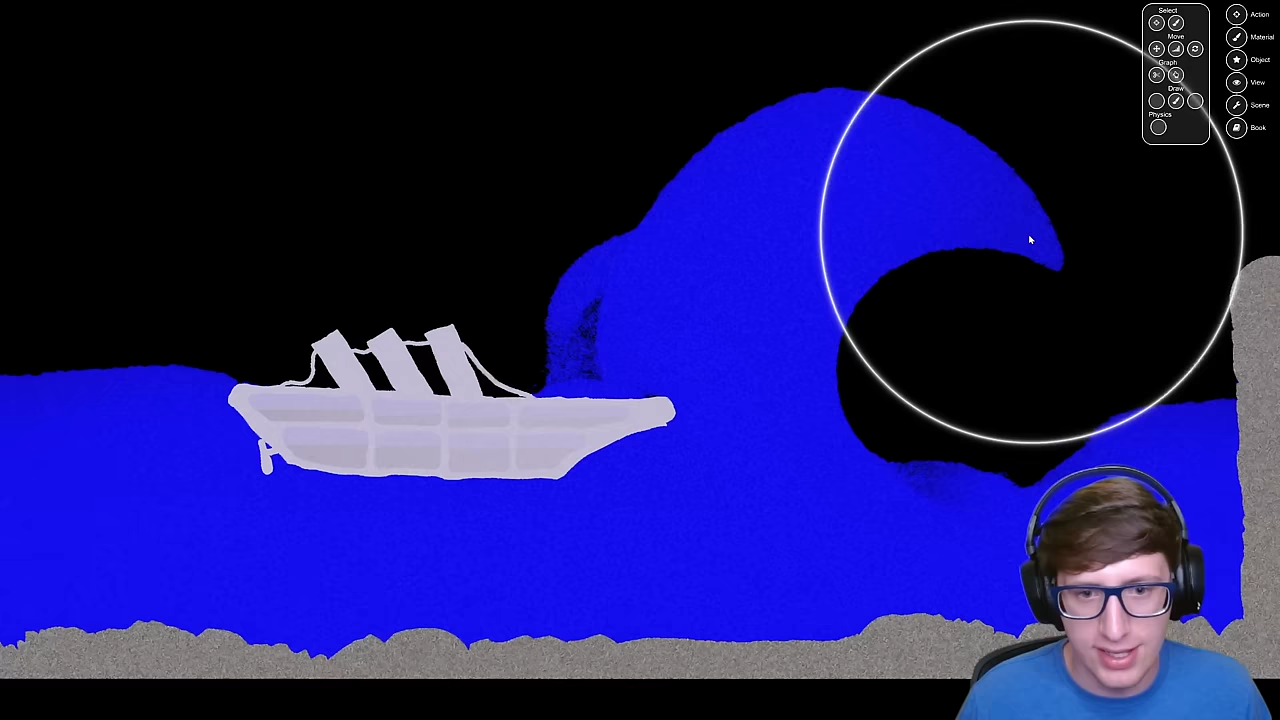 Select
Move
Graph
Draw
Physics
Action
Material
Object
View
Scene
Book